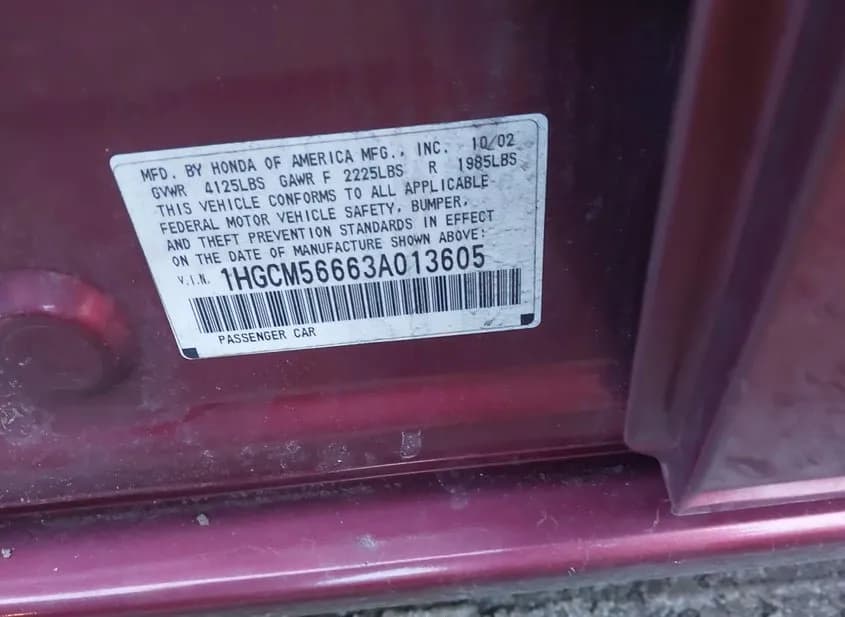 MFD. BY HONDA OF AMERICA MFG., INC. 10/02
GVWR 4125LBS GAWR F 2225LBS R 1985LBS
THIS VEHICLE CONFORMS TO ALL APPLICABLE
FEDERAL MOTOR VEHICLE SAFETY, BUMPER,
AND THEFT PREVENTION STANDARDS IN EFFECT
ON THE DATE OF MANUFACTURE SHOWN ABOVE:
V.I.N. 1HGCM56663A013605
PASSENGER CAR